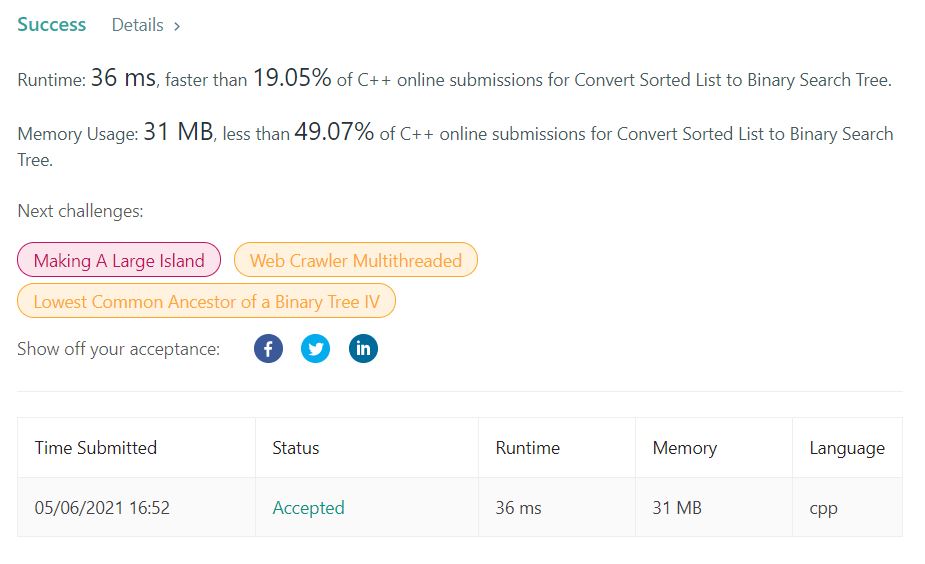 Success Details >
Runtime: 36 ms, faster than 19.05% of C++ online submissions for Convert Sorted List to Binary Search Tree.
Memory Usage: 31 MB, less than 49.07% of C++ online submissions for Convert Sorted List to Binary Search
Tree.
Next challenges:
Making A Large Island Web Crawler Multithreaded
Lowest Common Ancestor of a Binary Tree IV
Show off your acceptance: f in
Time Submitted Status Runtime Memory Language
05/06/2021 16:52 Accepted 36 ms 31 MB cpp